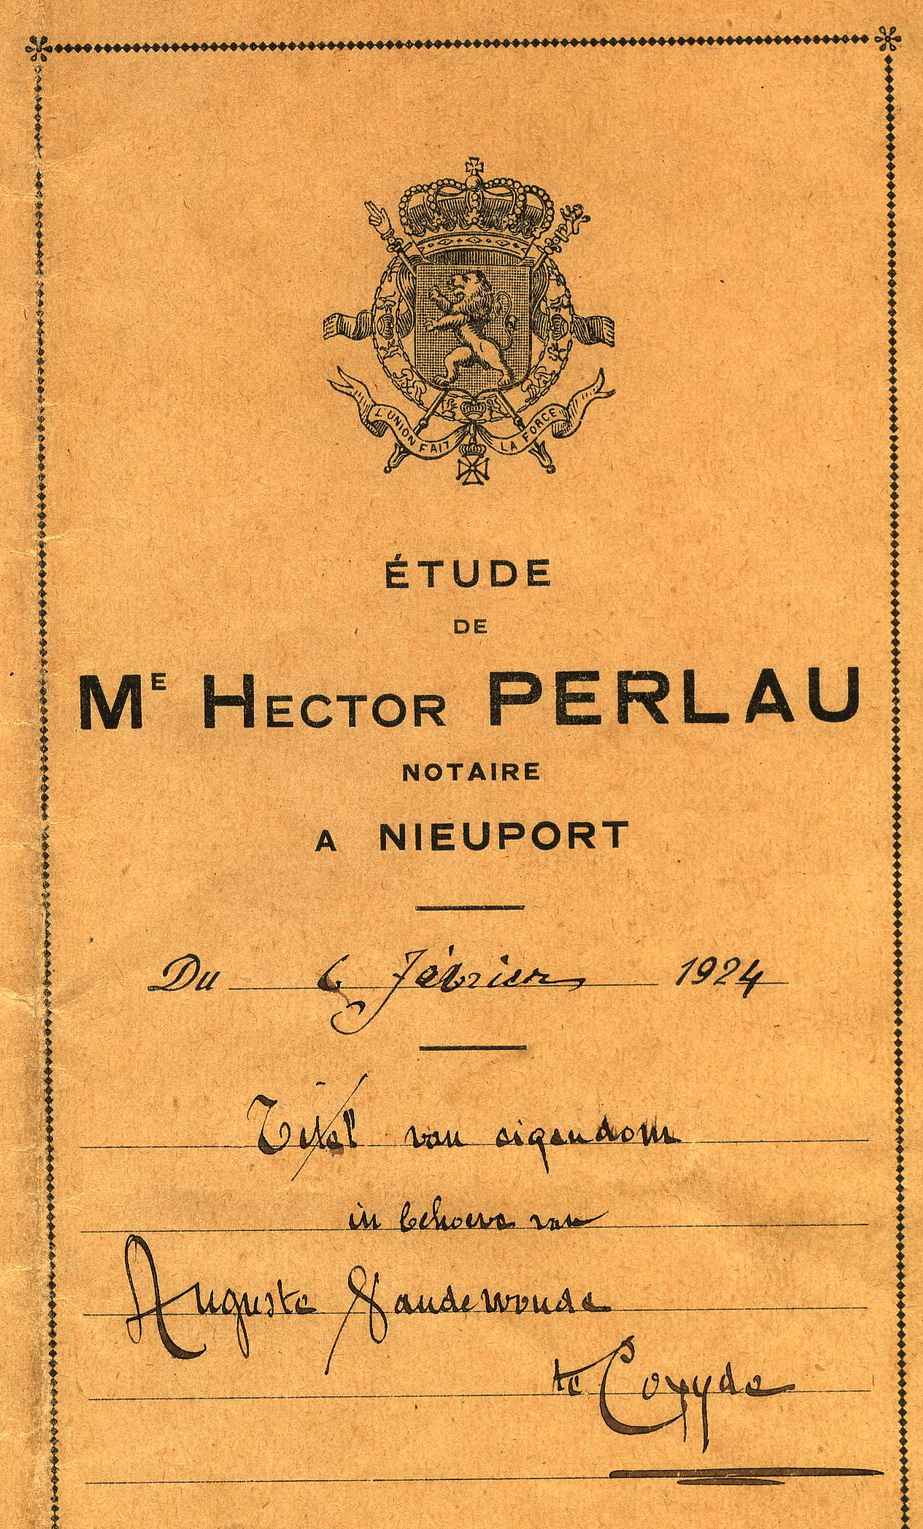 L'UNION FAIT LA FORCE
ÉTUDE
DE
Mᴱ HECTOR PERLAU
NOTAIRE
A NIEUPORT
Du 6 Février 1924
Titel van eigendom
in behoeve van
Auguste Vandewoude
te Coxyde